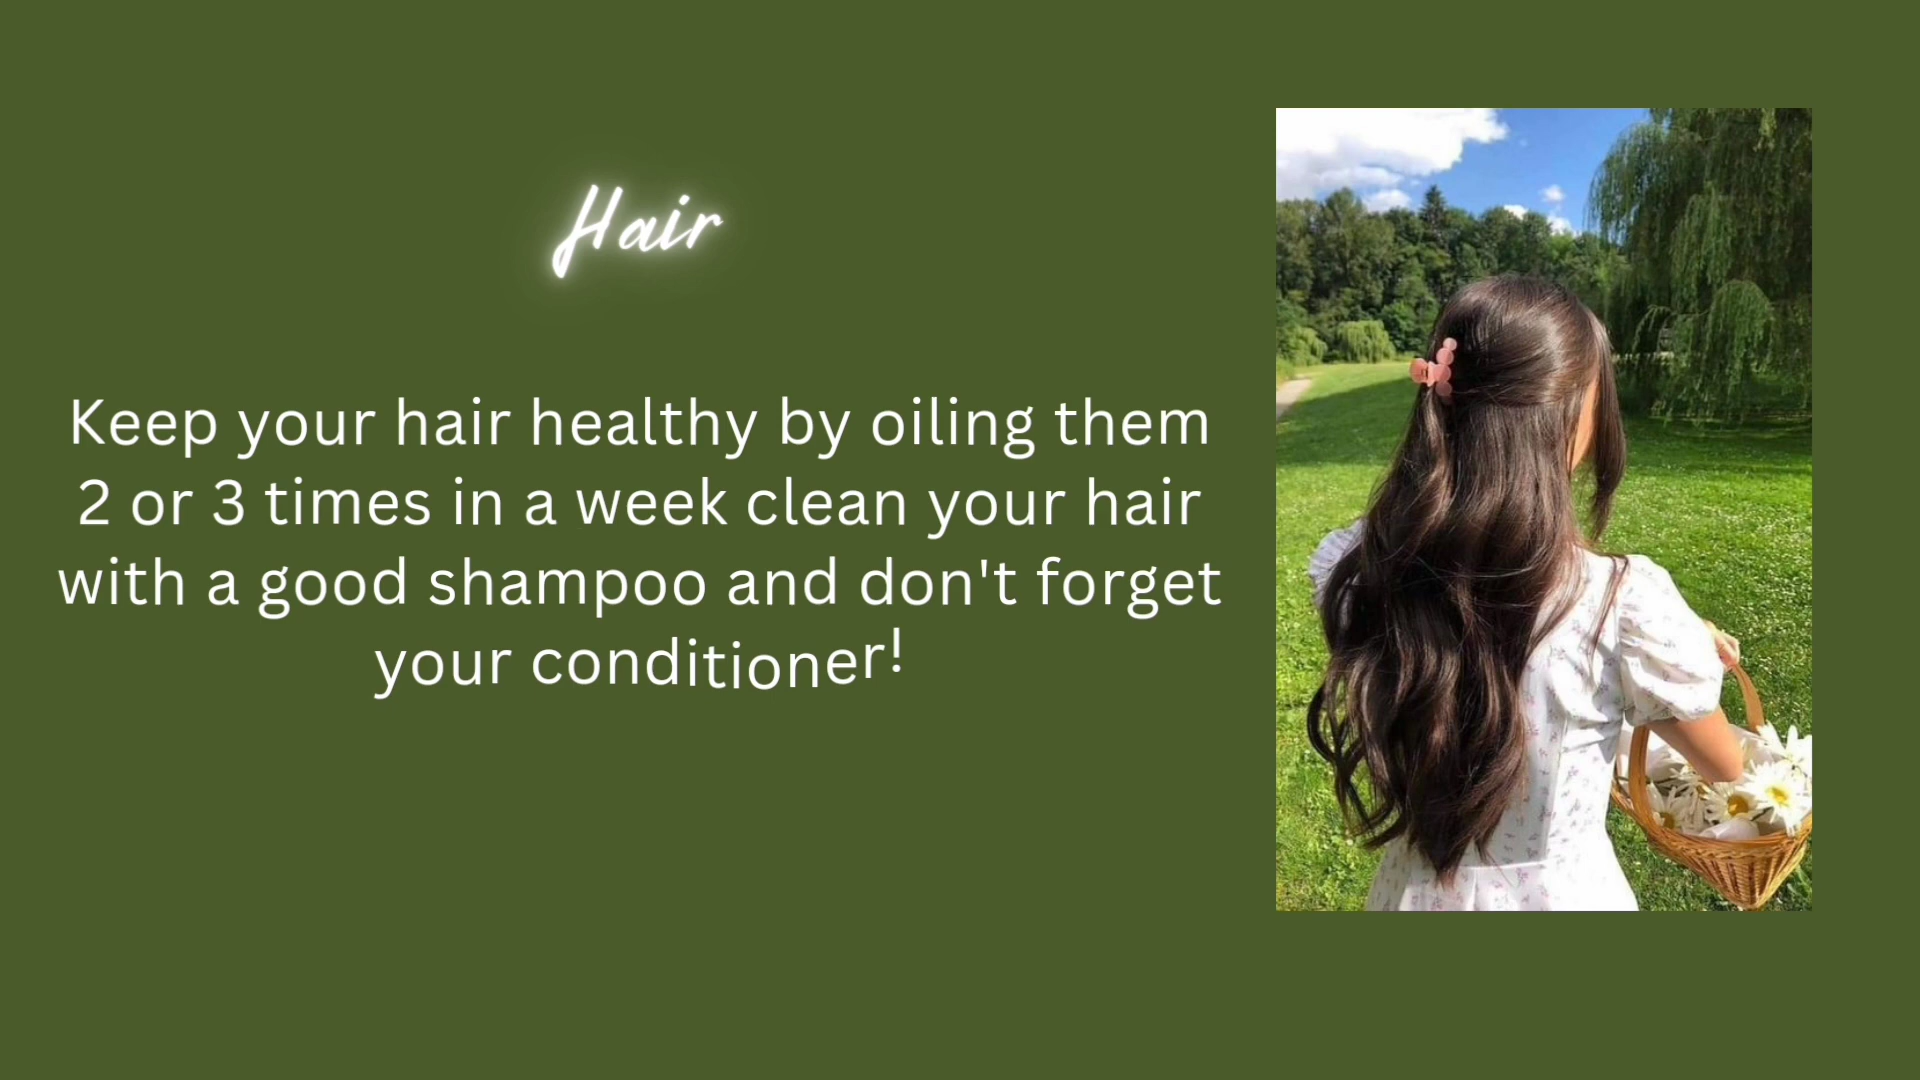 Hair
Keep your hair healthy by oiling them
2 or 3 times in a week clean your hair
with a good shampoo and don't forget
your conditioner!